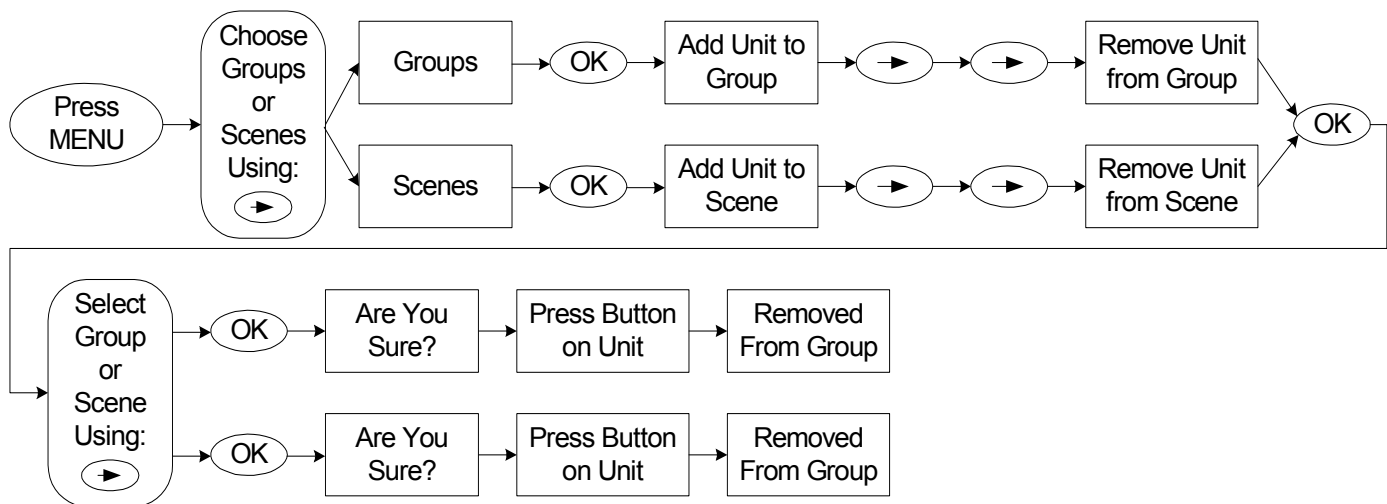 Press
MENU
Choose
Groups
or
Scenes
Using:
Groups
OK
Add Unit to
Group
Remove Unit
from Group
Scenes
OK
Add Unit to
Scene
Remove Unit
from Scene
OK
Select
Group
or
Scene
Using:
OK
Are You
Sure?
Press Button
on Unit
Removed
From Group
OK
Are You
Sure?
Press Button
on Unit
Removed
From Group